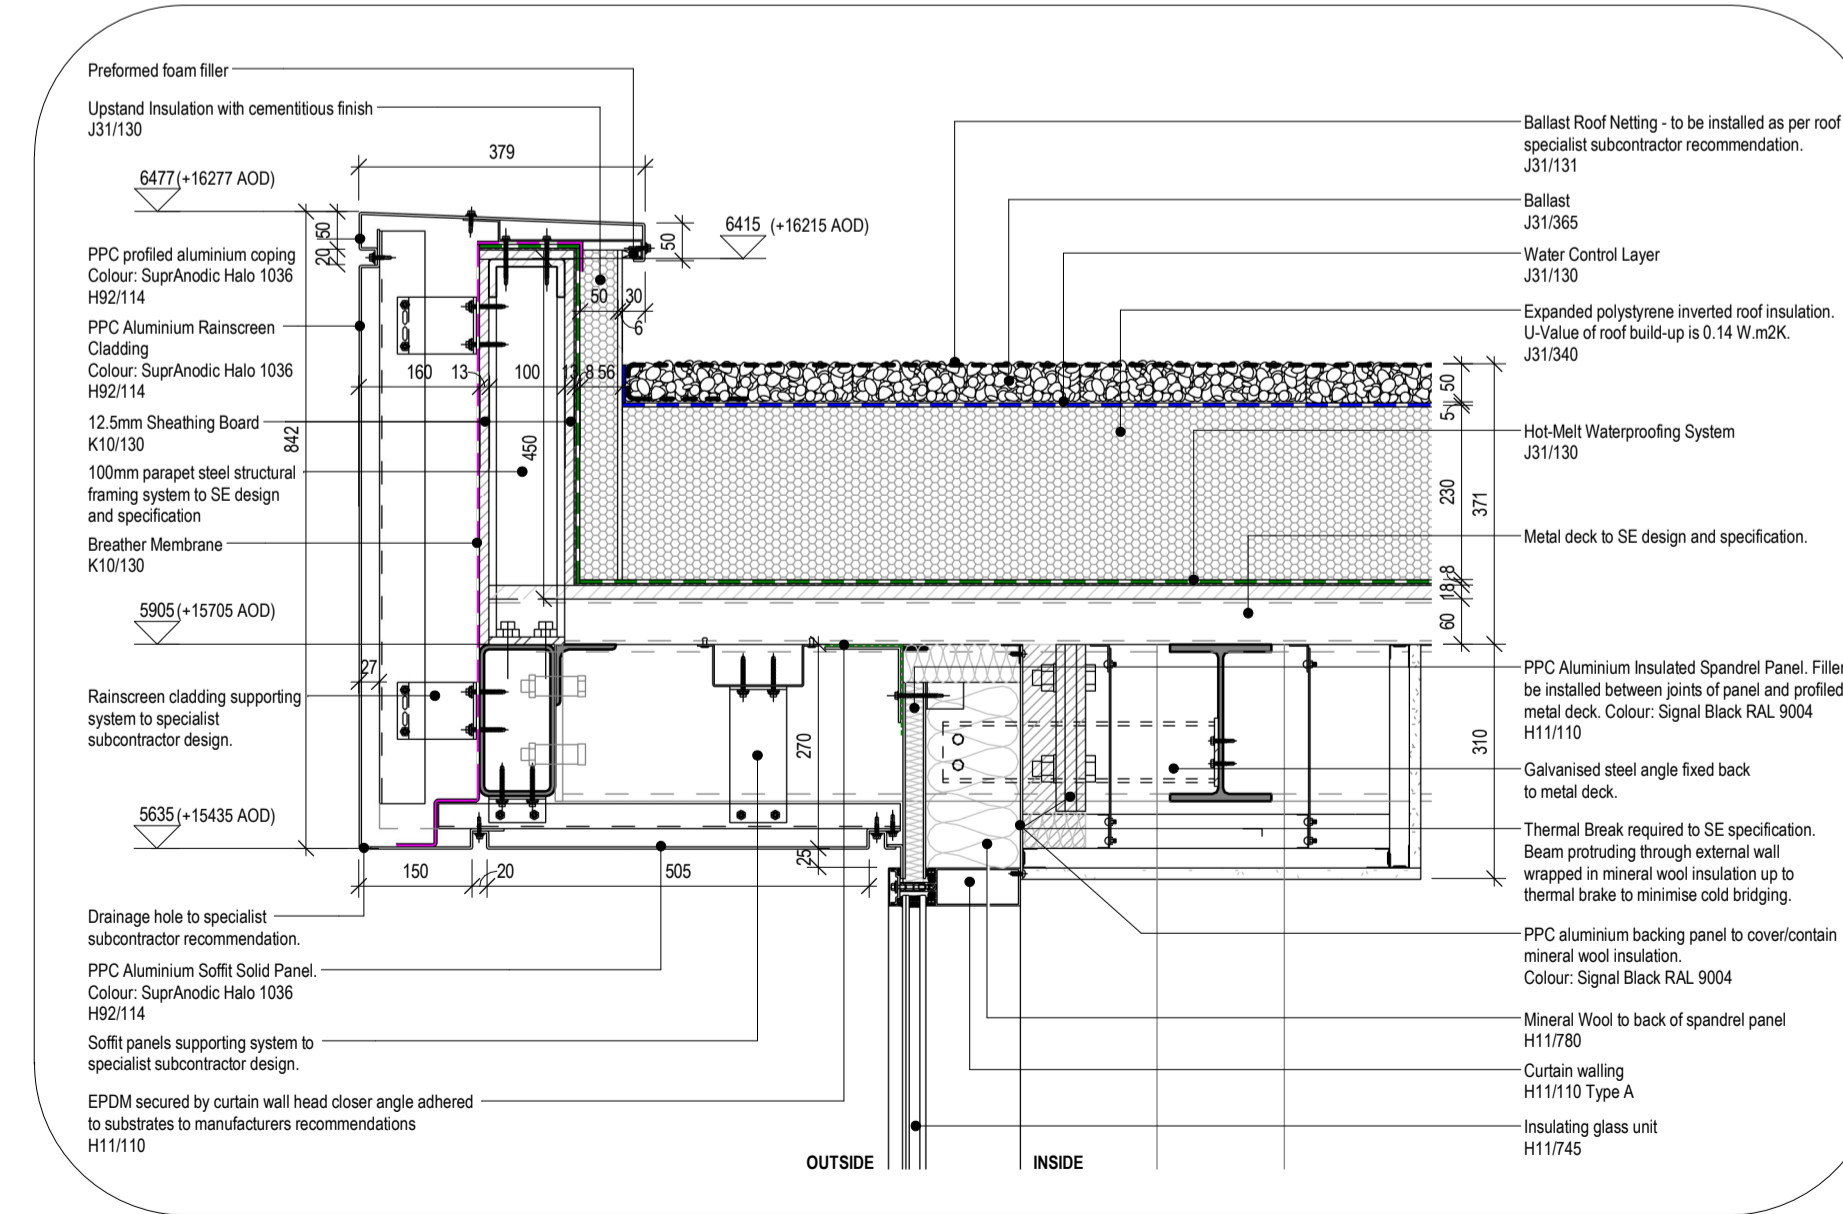 Preformed foam filler
Upstand Insulation with cementitious finish
J31/130
379
6477 (+16277 AOD)
50
20
6415 (+16215 AOD)
50
PPC profiled aluminium coping
Colour: SuprAnodic Halo 1036
H92/114
PPC Aluminium Rainscreen
Cladding
Colour: SuprAnodic Halo 1036
H92/114
50 30
6
160 13 100 13 8 56
12.5mm Sheathing Board
K10/130
842
450
100mm parapet steel structural
framing system to SE design
and specification
Breather Membrane
K10/130
5905 (+15705 AOD)
27
Rainscreen cladding supporting
system to specialist
subcontractor design.
270
5635 (+15435 AOD)
25
150 20 505
Drainage hole to specialist
subcontractor recommendation.
PPC Aluminium Soffit Solid Panel.
Colour: SuprAnodic Halo 1036
H92/114
Soffit panels supporting system to
specialist subcontractor design.
EPDM secured by curtain wall head closer angle adhered
to substrates to manufacturers recommendations
H11/110
OUTSIDE INSIDE
Ballast Roof Netting - to be installed as per roof
specialist subcontractor recommendation.
J31/131
Ballast
J31/365
Water Control Layer
J31/130
Expanded polystyrene inverted roof insulation.
U-Value of roof build-up is 0.14 W.m2K.
J31/340
50
5
Hot-Melt Waterproofing System
J31/130
230
371
Metal deck to SE design and specification.
8
18
60
PPC Aluminium Insulated Spandrel Panel. Filler
be installed between joints of panel and profiled
metal deck. Colour: Signal Black RAL 9004
H11/110
310
Galvanised steel angle fixed back
to metal deck.
Thermal Break required to SE specification.
Beam protruding through external wall
wrapped in mineral wool insulation up to
thermal brake to minimise cold bridging.
PPC aluminium backing panel to cover/contain
mineral wool insulation.
Colour: Signal Black RAL 9004
Mineral Wool to back of spandrel panel
H11/780
Curtain walling
H11/110 Type A
Insulating glass unit
H11/745